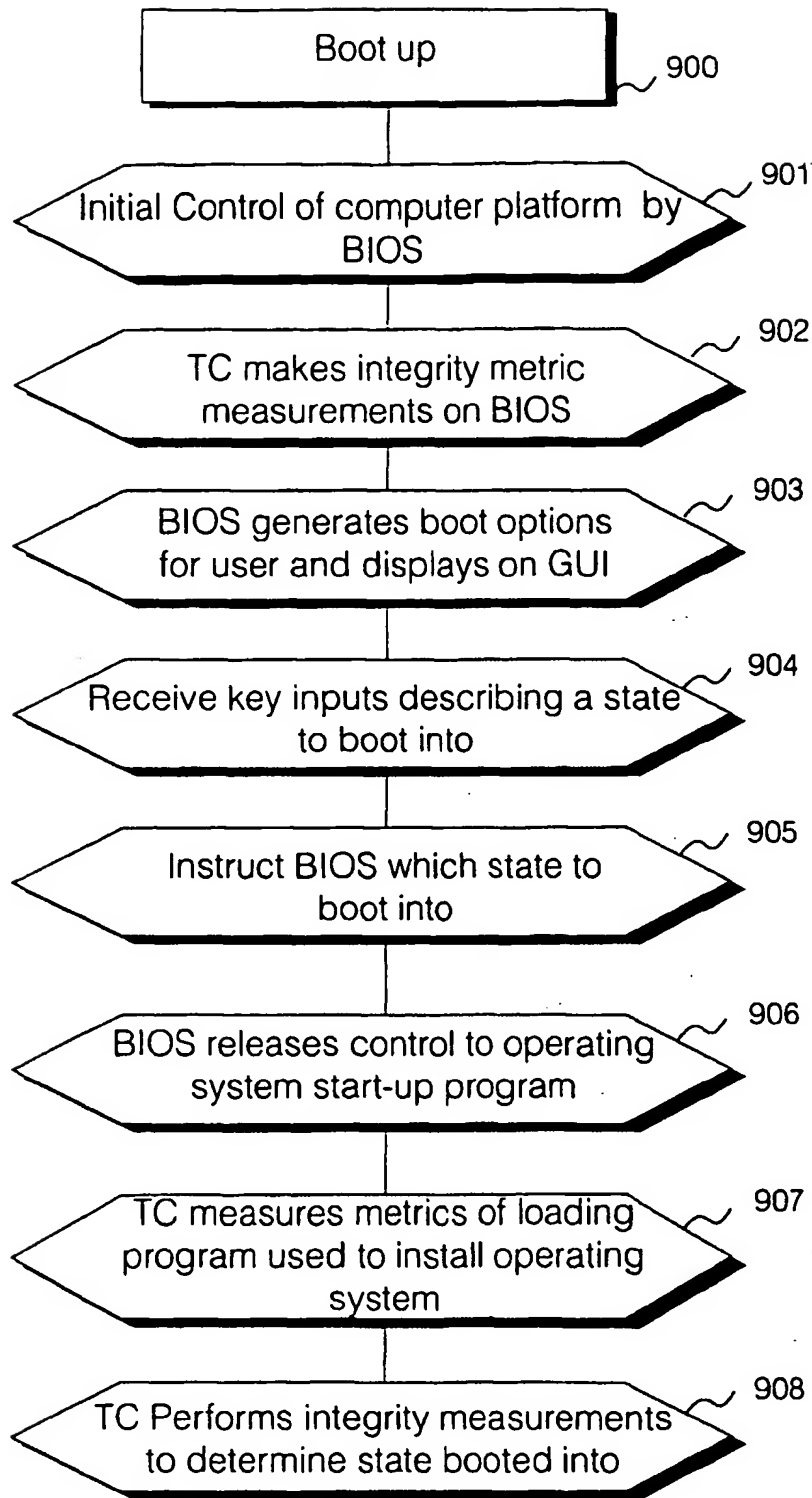 Boot up
900
901
Initial Control of computer platform by
BIOS
902
TC makes integrity metric
measurements on BIOS
903
BIOS generates boot options
for user and displays on GUI
904
Receive key inputs describing a state
to boot into
905
Instruct BIOS which state to
boot into
906
BIOS releases control to operating
system start-up program
907
TC measures metrics of loading
program used to install operating
system
908
TC Performs integrity measurements
to determine state booted into